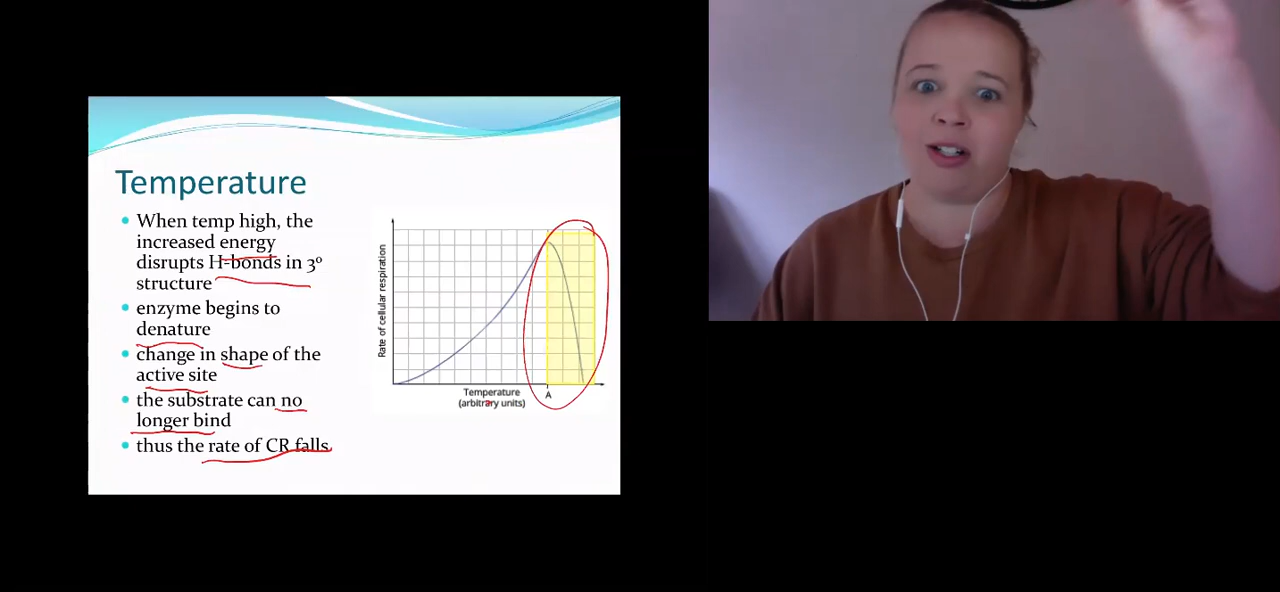 Temperature
When temp high, the
increased energy
disrupts H-bonds in 3º
structure
enzyme begins to
denature
change in shape of the
active site
the substrate can no
longer bind
thus the rate of CR falls
Rate of cellular respiration
A
Temperature
(arbitrary units)